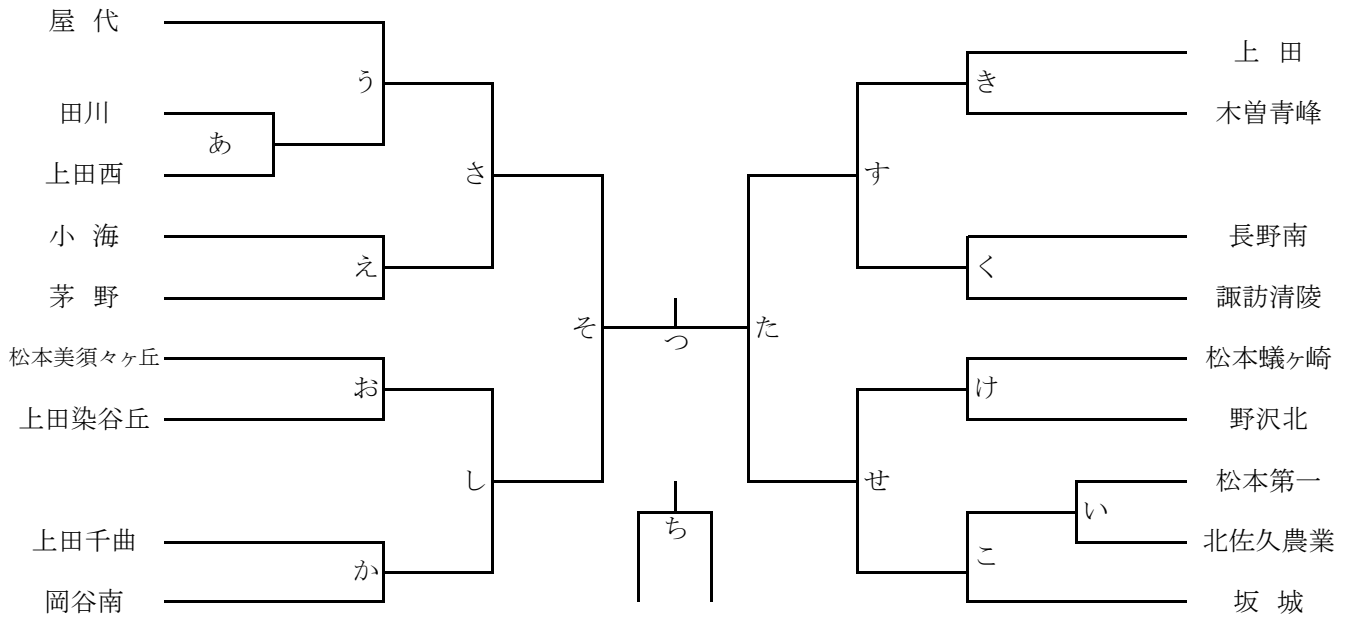 屋 代
田川
上田西
小 海
茅 野
松本美須々ヶ丘
上田染谷丘
上田千曲
岡谷南
あ
う
え
お
か
さ
し
そ
つ
ち
た
す
せ
き
く
け
い
こ
上 田
木曽青峰
長野南
諏訪清陵
松本蟻ヶ崎
野沢北
松本第一
北佐久農業
坂 城